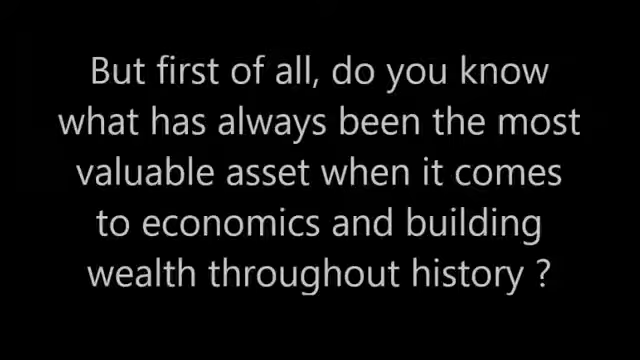 But first of all, do you know
what has always been the most
valuable asset when it comes
to economics and building
wealth throughout history ?